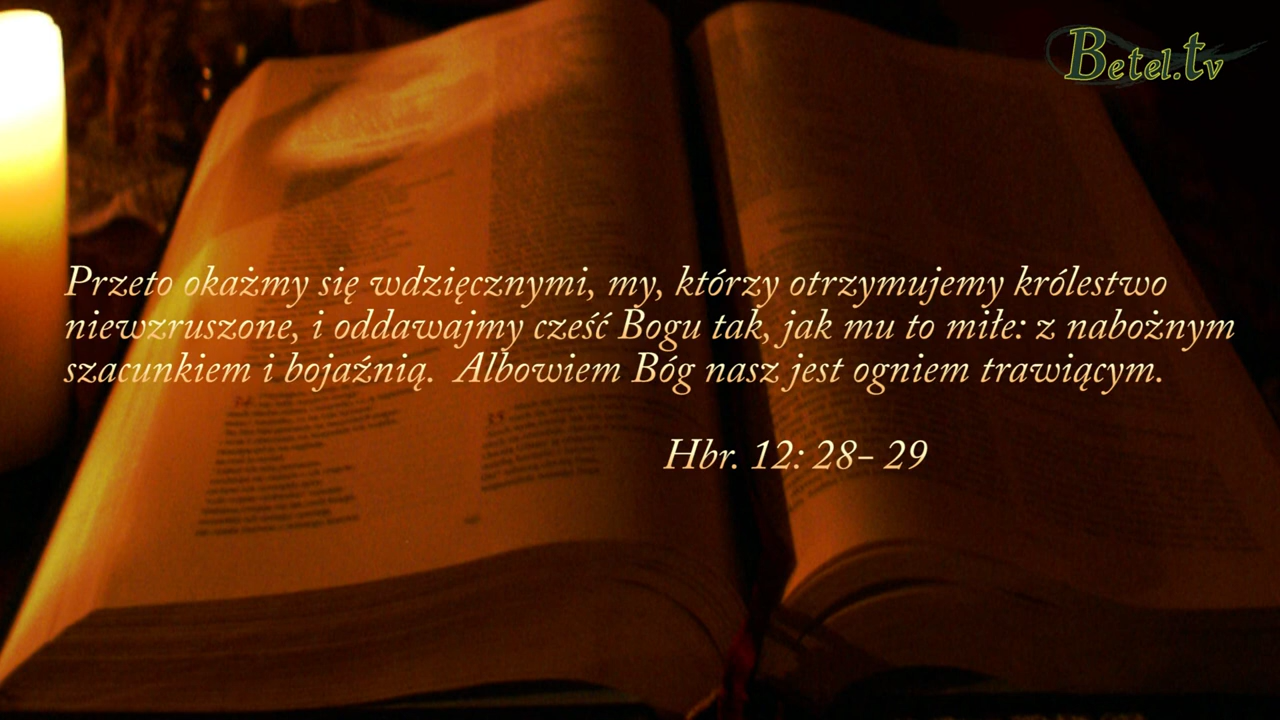 Betel.tv
Przeto okażmy się wdzięcznymi, my, którzy otrzymujemy królestwo
niewzruszone, i oddawajmy cześć Bogu tak, jak mu to miłe: z nabożnym
szacunkiem i bojaźnią. Albowiem Bóg nasz jest ogniem trawiącym.
Hbr. 12: 28- 29